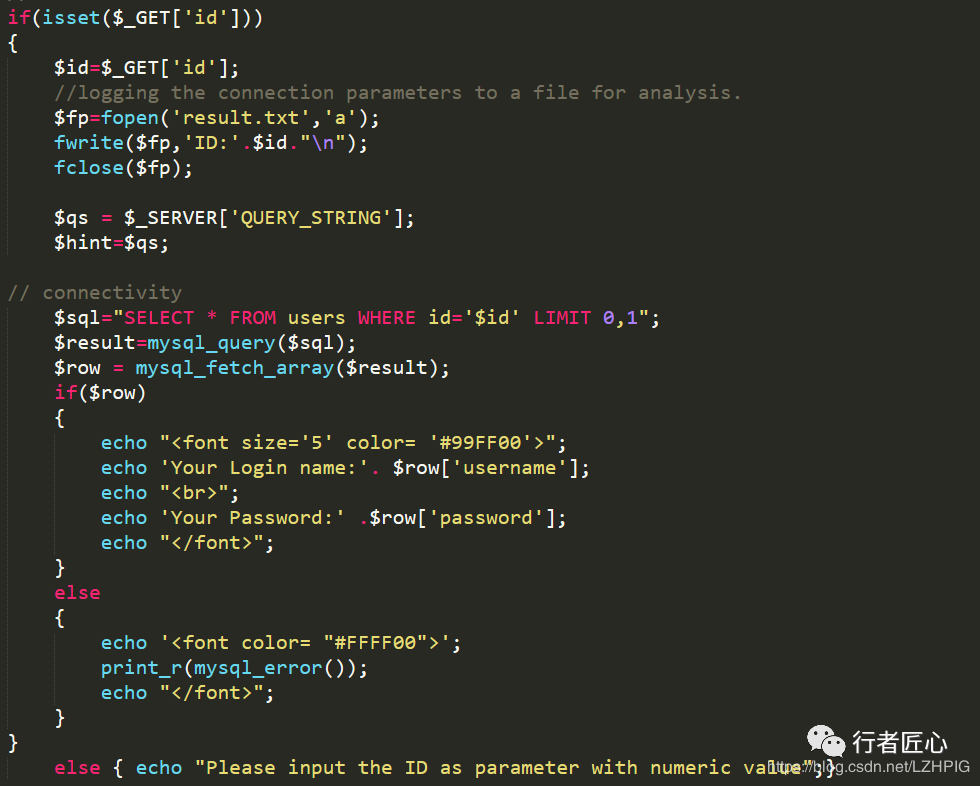 if(isset($_GET['id']))
{
$id=$_GET['id'];
//logging the connection parameters to a file for analysis.
$fp=fopen('result.txt','a');
fwrite($fp,'ID:'.$id."\n");
fclose($fp);
$qs = $_SERVER['QUERY_STRING'];
$hint=$qs;
// connectivity
$sql="SELECT * FROM users WHERE id='$id' LIMIT 0,1";
$result=mysql_query($sql);
$row = mysql_fetch_array($result);
if($row)
{
echo "<font size='5' color= '#99FF00'>";
echo 'Your Login name:'. $row['username'];
echo "<br>";
echo 'Your Password:' .$row['password'];
echo "</font>";
}
else
{
echo '<font color= "#FFFF00">';
print_r(mysql_error());
echo "</font>";
}
}
else { echo "Please input the ID as parameter with numeric value";}
行者匠心
https://blog.csdn.net/LZHPIG